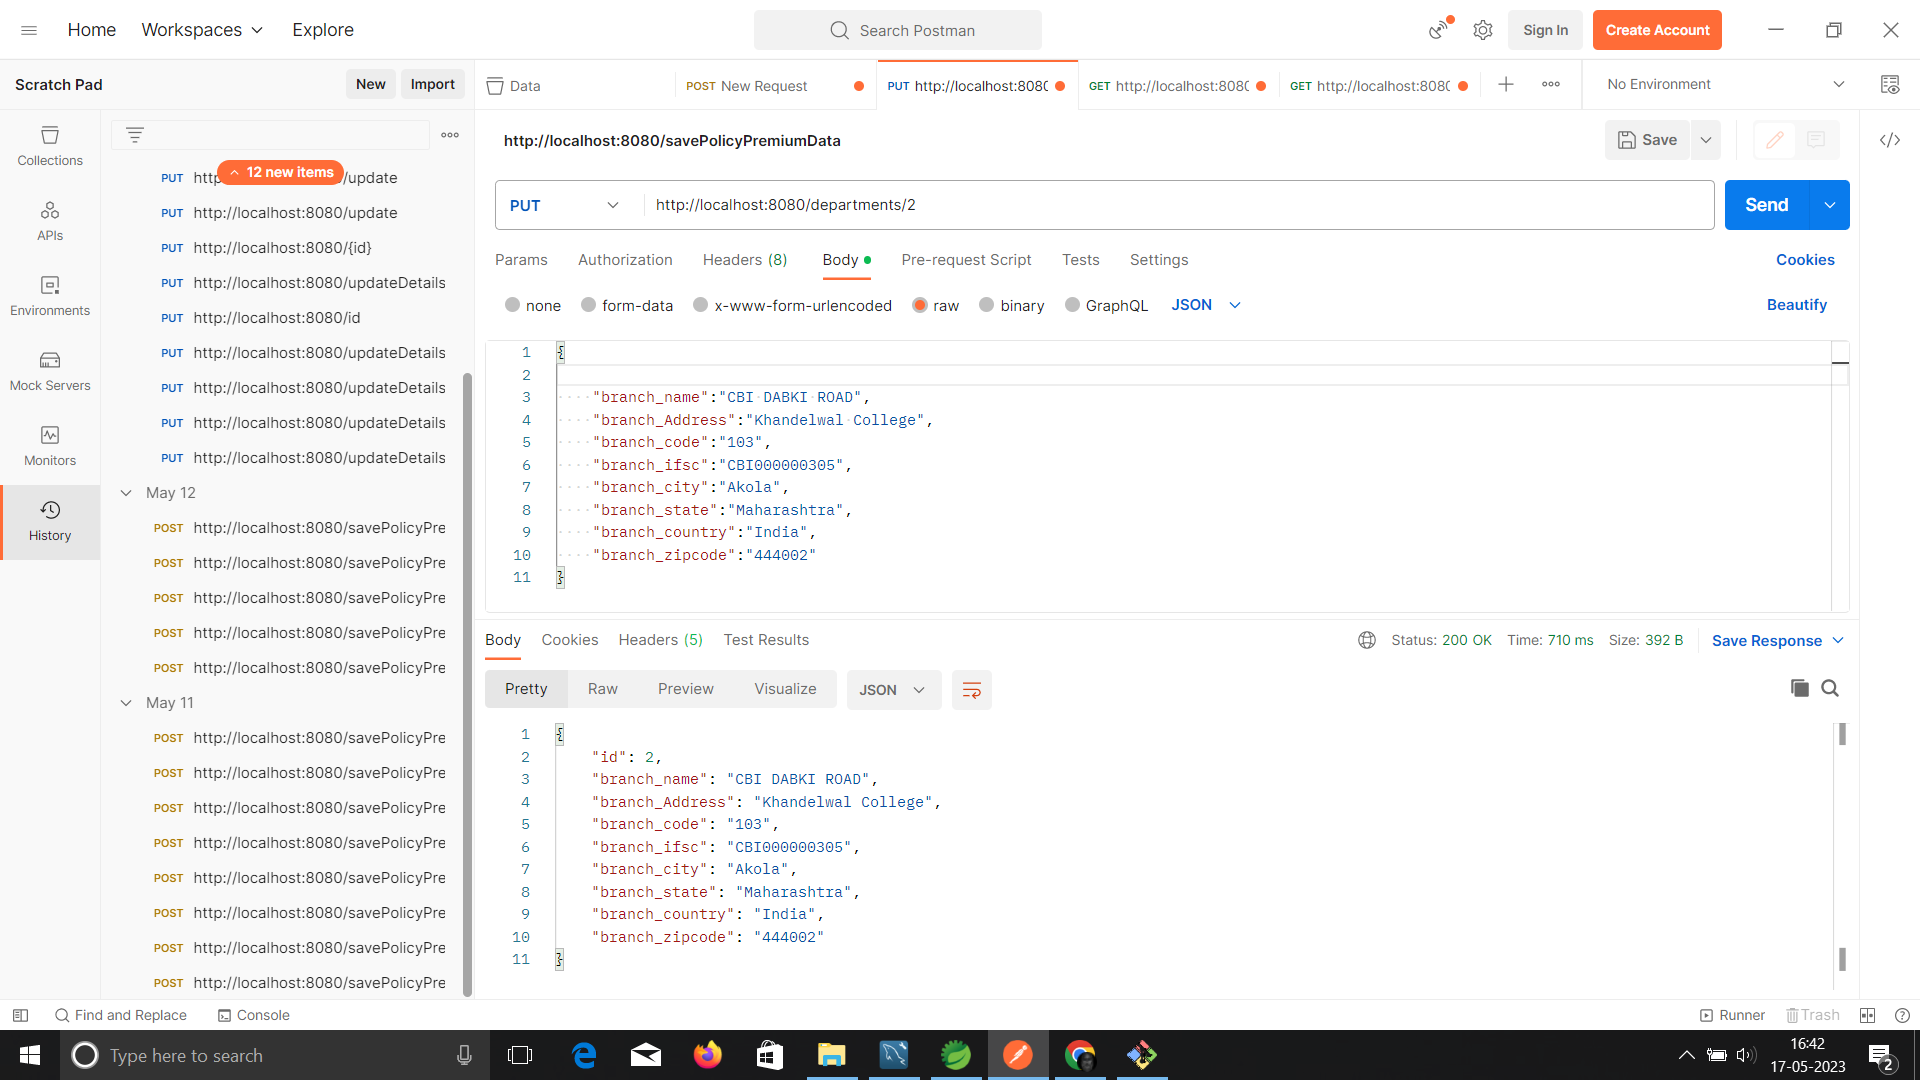 Home Workspaces Explore Search Postman Sign In Create Account
Scratch Pad New Import
Data POST New Request PUT http://localhost:8080 GET http://localhost:8080 GET http://localhost:8080 No Environment
Collections
APIs
Environments
Mock Servers
Monitors
History
12 new items
PUT http /update
PUT http://localhost:8080/update
PUT http://localhost:8080/{id}
PUT http://localhost:8080/updateDetails
PUT http://localhost:8080/id
PUT http://localhost:8080/updateDetails
PUT http://localhost:8080/updateDetails
PUT http://localhost:8080/updateDetails
PUT http://localhost:8080/updateDetails
May 12
POST http://localhost:8080/savePolicyPre
POST http://localhost:8080/savePolicyPre
POST http://localhost:8080/savePolicyPre
POST http://localhost:8080/savePolicyPre
POST http://localhost:8080/savePolicyPre
May 11
POST http://localhost:8080/savePolicyPre
POST http://localhost:8080/savePolicyPre
POST http://localhost:8080/savePolicyPre
POST http://localhost:8080/savePolicyPre
POST http://localhost:8080/savePolicyPre
POST http://localhost:8080/savePolicyPre
POST http://localhost:8080/savePolicyPre
POST http://localhost:8080/savePolicyPre
http://localhost:8080/savePolicyPremiumData Save
PUT http://localhost:8080/departments/2 Send
Params Authorization Headers (8) Body Pre-request Script Tests Settings Cookies
none form-data x-www-form-urlencoded raw binary GraphQL JSON Beautify
1 {
2
3 "branch_name":"CBI DABKI ROAD",
4 "branch_Address":"Khandelwal College",
5 "branch_code":"103",
6 "branch_ifsc":"CBI000000305",
7 "branch_city":"Akola",
8 "branch_state":"Maharashtra",
9 "branch_country":"India",
10 "branch_zipcode":"444002"
11 }
Body Cookies Headers (5) Test Results Status: 200 OK Time: 710 ms Size: 392 B Save Response
Pretty Raw Preview Visualize JSON
1 {
2 "id": 2,
3 "branch_name": "CBI DABKI ROAD",
4 "branch_Address": "Khandelwal College",
5 "branch_code": "103",
6 "branch_ifsc": "CBI000000305",
7 "branch_city": "Akola",
8 "branch_state": "Maharashtra",
9 "branch_country": "India",
10 "branch_zipcode": "444002"
11 }
Find and Replace Console Runner Trash
Type here to search
16:42
17-05-2023
2